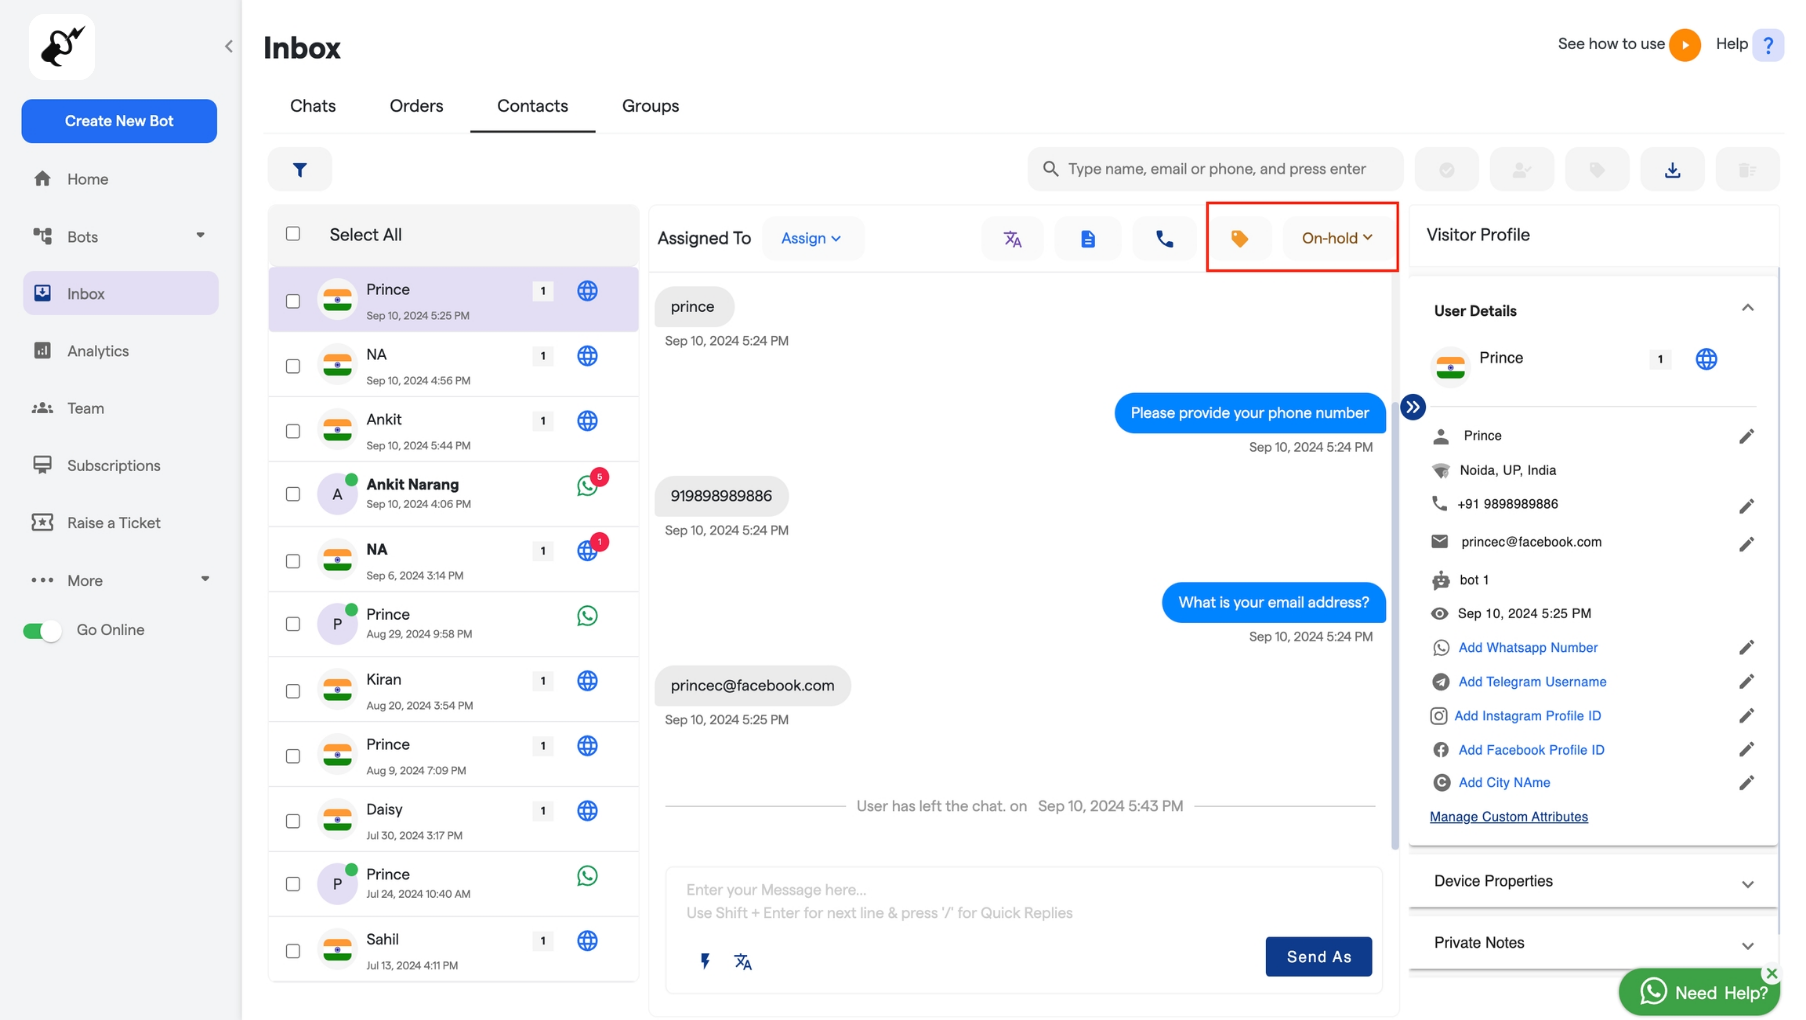 Inbox
See how to use
Help ?
Create New Bot
Home
Bots
Inbox
Analytics
Team
Subscriptions
Raise a Ticket
More
Go Online
Chats Orders Contacts Groups
Type name, email or phone, and press enter
Select All
Prince 1
Sep 10, 2024 5:25 PM
NA 1
Sep 10, 2024 4:56 PM
Ankit 1
Sep 10, 2024 5:44 PM
A Ankit Narang 5
Sep 10, 2024 4:06 PM
NA 1 1
Sep 6, 2024 3:14 PM
P Prince
Aug 29, 2024 9:58 PM
Kiran 1
Aug 20, 2024 3:54 PM
Prince 1
Aug 9, 2024 7:09 PM
Daisy 1
Jul 30, 2024 3:17 PM
P Prince
Jul 24, 2024 10:40 AM
Sahil 1
Jul 13, 2024 4:11 PM
Assigned To Assign On-hold
prince
Sep 10, 2024 5:24 PM
Please provide your phone number
Sep 10, 2024 5:24 PM
919898989886
Sep 10, 2024 5:24 PM
What is your email address?
Sep 10, 2024 5:24 PM
princec@facebook.com
Sep 10, 2024 5:25 PM
User has left the chat. on Sep 10, 2024 5:43 PM
Enter your Message here...
Use Shift + Enter for next line & press '/' for Quick Replies
Send As
Visitor Profile
User Details
Prince 1
Prince
Noida, UP, India
+91 9898989886
princec@facebook.com
bot 1
Sep 10, 2024 5:25 PM
Add Whatsapp Number
Add Telegram Username
Add Instagram Profile ID
Add Facebook Profile ID
Add City NAme
Manage Custom Attributes
Device Properties
Private Notes
Need Help?